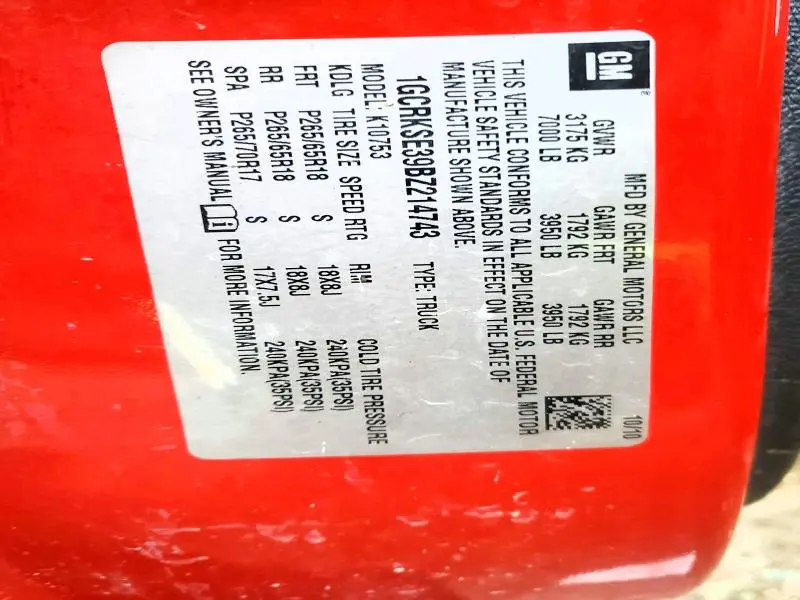 GM®
MFD BY GENERAL MOTORS LLC 10/10
GVWR GAWR FRT GAWR RR
3175 KG 1792 KG 1792 KG
7000 LB 3950 LB 3950 LB
THIS VEHICLE CONFORMS TO ALL APPLICABLE U.S. FEDERAL MOTOR
VEHICLE SAFETY STANDARDS IN EFFECT ON THE DATE OF
MANUFACTURE SHOWN ABOVE.
1GCRKSE39BZ214743 TYPE: TRUCK
MODEL: K10753
KDLG TIRE SIZE SPEED RTG RIM COLD TIRE PRESSURE
FRT P265/65R18 S 18X8J 240KPA(35PSI)
RR P265/65R18 S 18X8J 240KPA(35PSI)
SPA P265/70R17 S 17X7.5J 240KPA(35PSI)
SEE OWNER'S MANUAL FOR MORE INFORMATION.